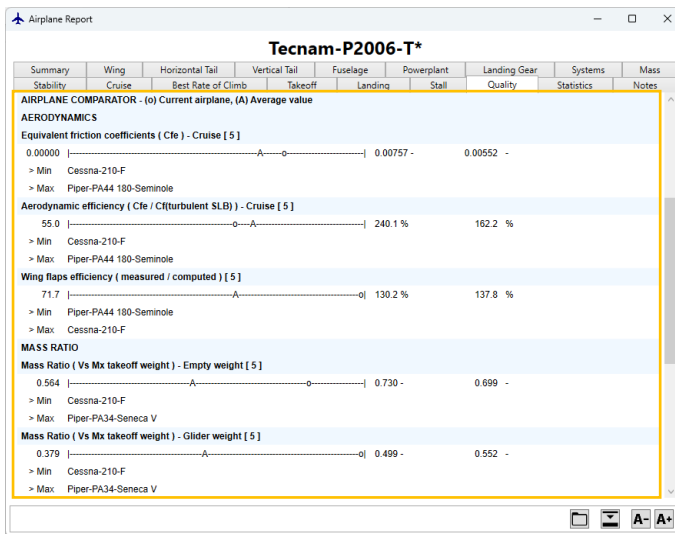 Airplane Report
Tecnam-P2006-T*
Summary Wing Horizontal Tail Vertical Tail Fuselage Powerplant Landing Gear Systems Mass
Stability Cruise Best Rate of Climb Takeoff Landing Stall Quality Statistics Notes
AIRPLANE COMPARATOR - (o) Current airplane, (A) Average value
AERODYNAMICS
Equivalent friction coefficients ( Cfe ) - Cruise [ 5 ]
0.00000 |----------------------------------------------------A------o--------------------------| 0.00757 - 0.00552 -
> Min Cessna-210-F
> Max Piper-PA44 180-Seminole
Aerodynamic efficiency ( Cfe / Cf(turbulent SLB) ) - Cruise [ 5 ]
55.0 |----------------------------------------------o----A-------------------------------| 240.1 % 162.2 %
> Min Cessna-210-F
> Max Piper-PA44 180-Seminole
Wing flaps efficiency ( measured / computed ) [ 5 ]
71.7 |----------------------------------------------A----------------------------------o| 130.2 % 137.8 %
> Min Piper-PA44 180-Seminole
> Max Cessna-210-F
MASS RATIO
Mass Ratio ( Vs Mx takeoff weight ) - Empty weight [ 5 ]
0.564 |----------------------------------A--------------------------------o---------------| 0.730 - 0.699 -
> Min Cessna-210-F
> Max Piper-PA34-Seneca V
Mass Ratio ( Vs Mx takeoff weight ) - Glider weight [ 5 ]
0.379 |-------------------------------------A-------------------------------------------o| 0.499 - 0.552 -
> Min Cessna-210-F
> Max Piper-PA34-Seneca V
A- A+